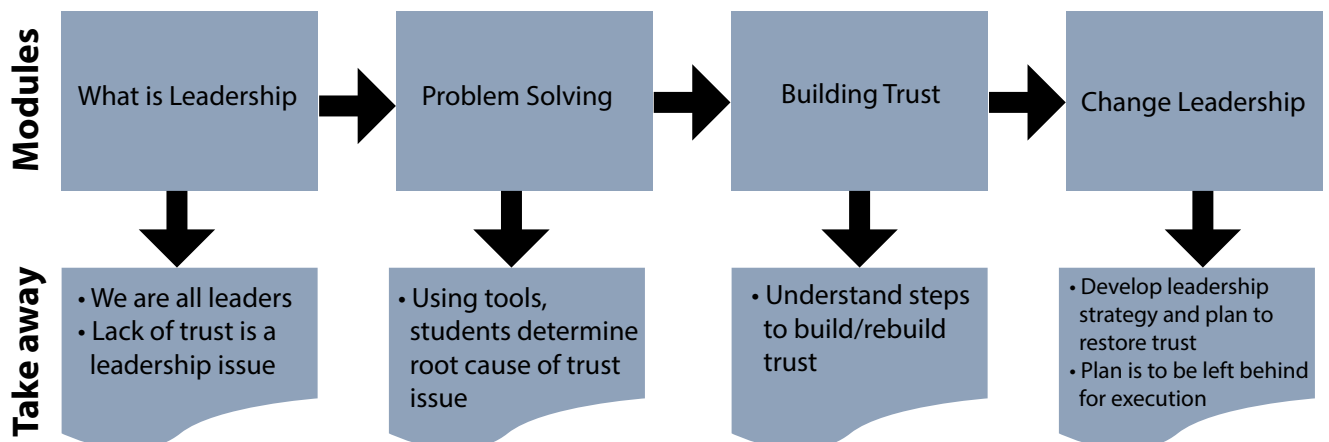 Modules
What is Leadership
Problem Solving
Building Trust
Change Leadership
Take away
• We are all leaders
• Lack of trust is a
leadership issue
• Using tools,
students determine
root cause of trust
issue
• Understand steps
to build/rebuild
trust
• Develop leadership
strategy and plan to
restore trust
• Plan is to be left behind
for execution